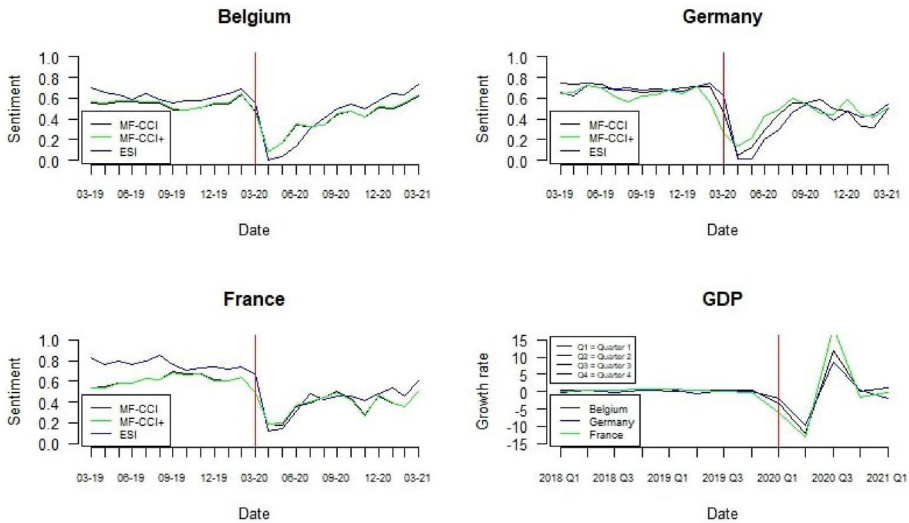 Belgium
Sentiment
1.0
0.8
0.6
0.4
0.2
0.0
MF-CCI
MF-CCI+
ESI
03-19 06-19 09-19 12-19 03-20 06-20 09-20 12-20 03-21
Date
Germany
Sentiment
1.0
0.8
0.6
0.4
0.2
0.0
MF-CCI
MF-CCI+
ESI
03-19 06-19 09-19 12-19 03-20 06-20 09-20 12-20 03-21
Date
France
Sentiment
1.0
0.8
0.6
0.4
0.2
0.0
MF-CCI
MF-CCI+
ESI
03-19 06-19 09-19 12-19 03-20 06-20 09-20 12-20 03-21
Date
GDP
Growth rate
15
10
5
0
-5
-10
-15
Q1 = Quarter 1
Q2 = Quarter 2
Q3 = Quarter 3
Q4 = Quarter 4
Belgium
Germany
France
2018 Q1 2018 Q3 2019 Q1 2019 Q3 2020 Q1 2020 Q3 2021 Q1
Date